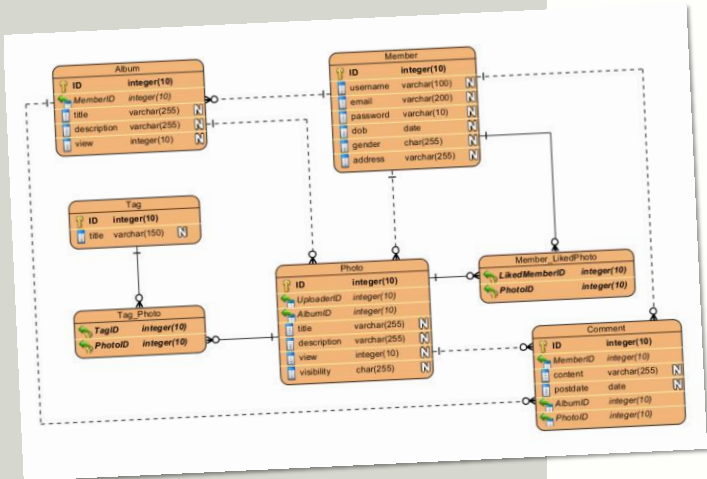 Album
ID integer(10)
MemberID integer(10)
title varchar(255) N
description varchar(255) N
view integer(10) N
Member
ID integer(10)
username varchar(100) N
email varchar(200) N
password varchar(10) N
dob date N
gender char(255) N
address varchar(255) N
Tag
ID integer(10)
title varchar(150) N
Tag_Photo
TagID integer(10)
PhotoID integer(10)
Photo
ID integer(10)
UploaderID integer(10)
AlbumID integer(10)
title varchar(255) N
description varchar(255) N
view integer(10) N
visibility char(255) N
Member_LikedPhoto
LikedMemberID integer(10)
PhotoID integer(10)
Comment
ID integer(10)
MemberID integer(10)
content varchar(255) N
postdate date N
AlbumID integer(10)
PhotoID integer(10)